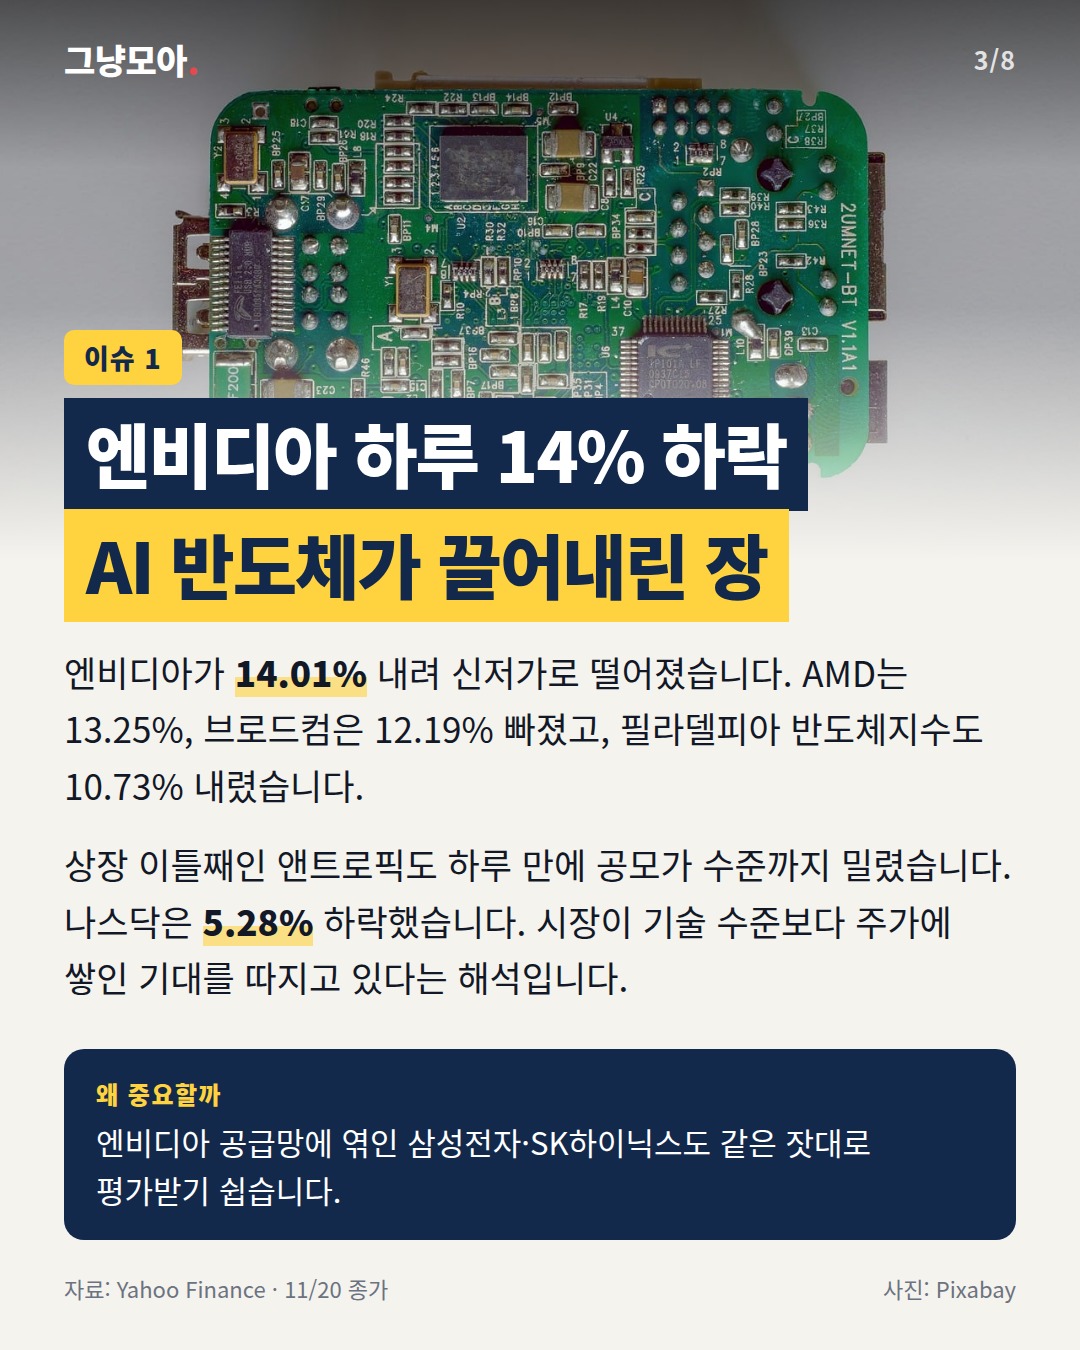 그냥모아.
3/8
이슈 1
엔비디아 하루 14% 하락
AI 반도체가 끌어내린 장
엔비디아가 14.01% 내려 신저가로 떨어졌습니다. AMD는
13.25%, 브로드컴은 12.19% 빠졌고, 필라델피아 반도체지수도
10.73% 내렸습니다.
상장 이틀째인 앤트로픽도 하루 만에 공모가 수준까지 밀렸습니다.
나스닥은 5.28% 하락했습니다. 시장이 기술 수준보다 주가에
쌓인 기대를 따지고 있다는 해석입니다.
왜 중요할까
엔비디아 공급망에 엮인 삼성전자·SK하이닉스도 같은 잣대로
평가받기 쉽습니다.
자료: Yahoo Finance · 11/20 종가
사진: Pixabay
2UMNET-BT V1.1A1